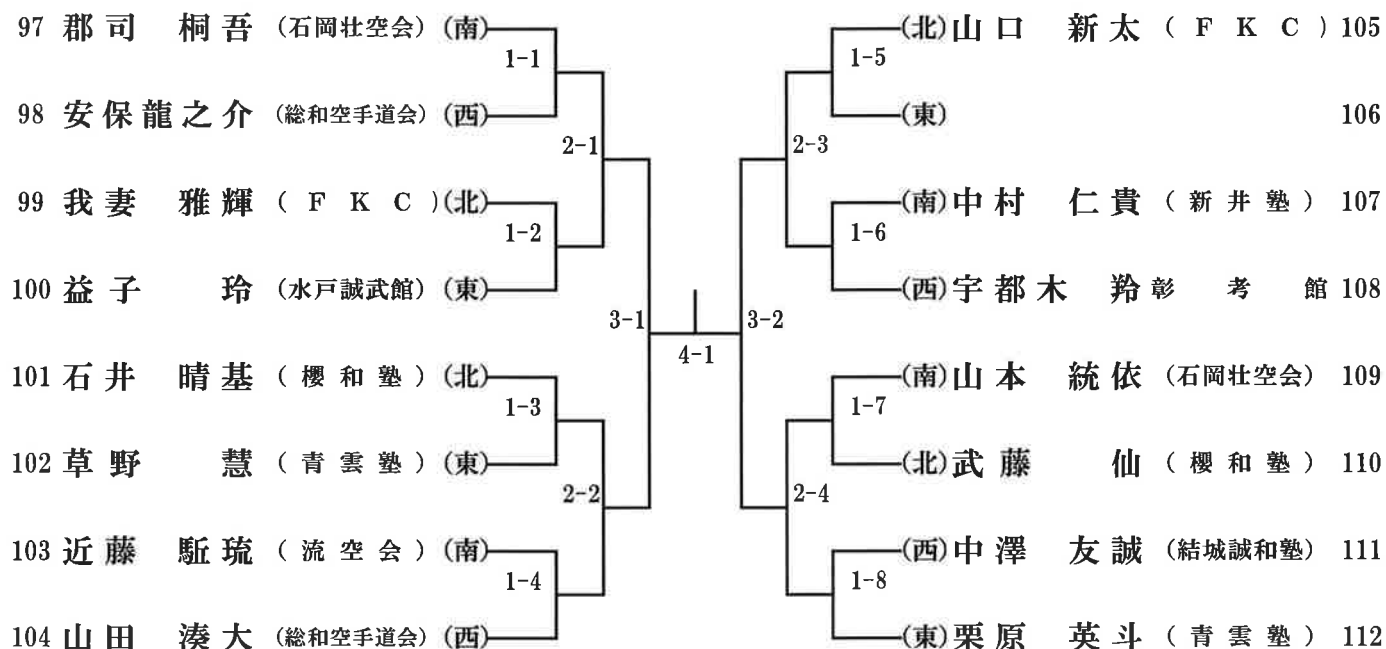 97 郡司 桐吾 (石岡壮空会) (南)
1-1
98 安保龍之介 (総和空手道会) (西)
2-1
99 我妻 雅輝 (FKC) (北)
1-2
100 益子 玲 (水戸誠武館) (東)
3-1
101 石井 晴基 (櫻和塾) (北)
1-3
102 草野 慧 (青雲塾) (東)
2-2
103 近藤 駈琉 (流空会) (南)
1-4
104 山田 湊大 (総和空手道会) (西)
4-1
(北) 山口 新太 (FKC) 105
1-5
(東) 106
2-3
(南) 中村 仁貴 (新井塾) 107
1-6
(西) 宇都木 羚 彰考館 108
3-2
(南) 山本 統依 (石岡壮空会) 109
1-7
(北) 武藤 仙 (櫻和塾) 110
2-4
(西) 中澤 友誠 (結城誠和塾) 111
1-8
(東) 栗原 英斗 (青雲塾) 112